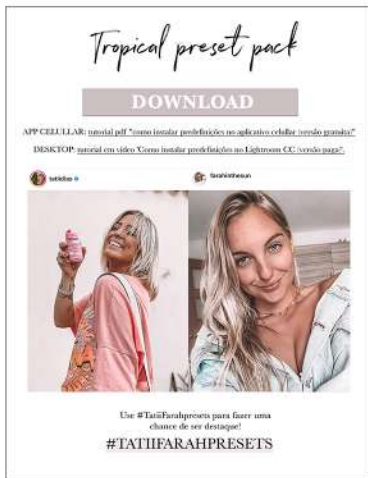 Tropical preset pack
DOWNLOAD
APP CELULLAR: tutorial pdf "como instalar predefinições no aplicativo celullar (versão gratuita)"
DESKTOP: tutorial em vídeo "Como instalar predefinições no Lightroom CC (versão paga)".
tatiidias
farahinthesun
Use #TatiiFarahpresets para fazer uma
chance de ser destaque!
#TATIIFARAHPRESETS